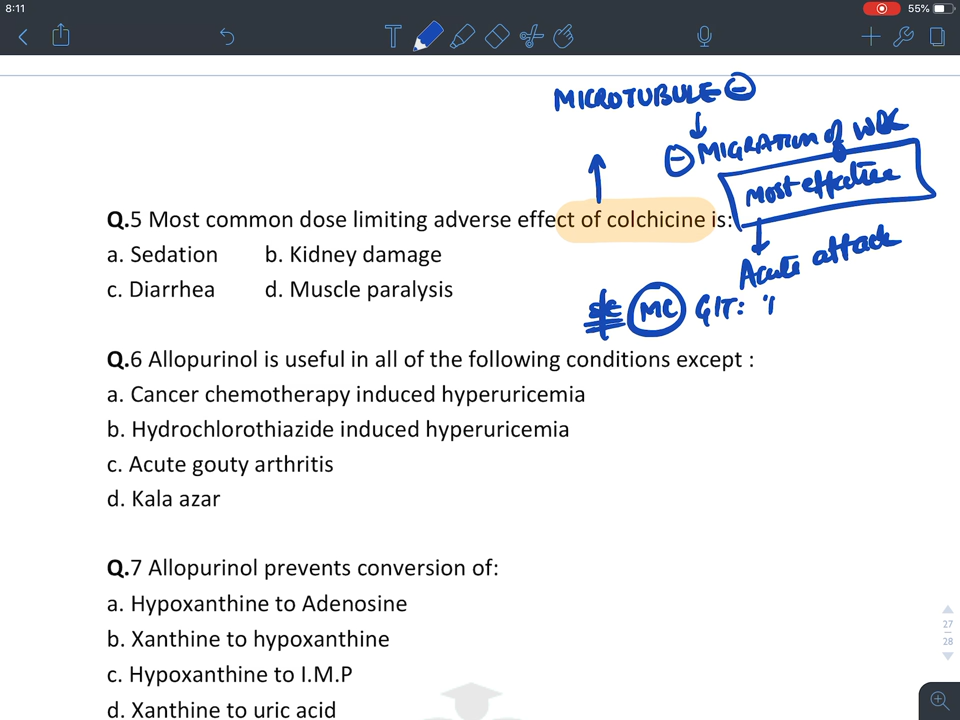 8:11
55%
T
MICROTUBULE ⊖
↓
⊖ MIGRATION of WBC
Most effective
↓
Acute attack
Q.5 Most common dose limiting adverse effect of colchicine is:
a. Sedation b. Kidney damage
c. Diarrhea d. Muscle paralysis
MC GIT:
Q.6 Allopurinol is useful in all of the following conditions except :
a. Cancer chemotherapy induced hyperuricemia
b. Hydrochlorothiazide induced hyperuricemia
c. Acute gouty arthritis
d. Kala azar
Q.7 Allopurinol prevents conversion of:
a. Hypoxanthine to Adenosine
b. Xanthine to hypoxanthine
c. Hypoxanthine to I.M.P
d. Xanthine to uric acid
27
28